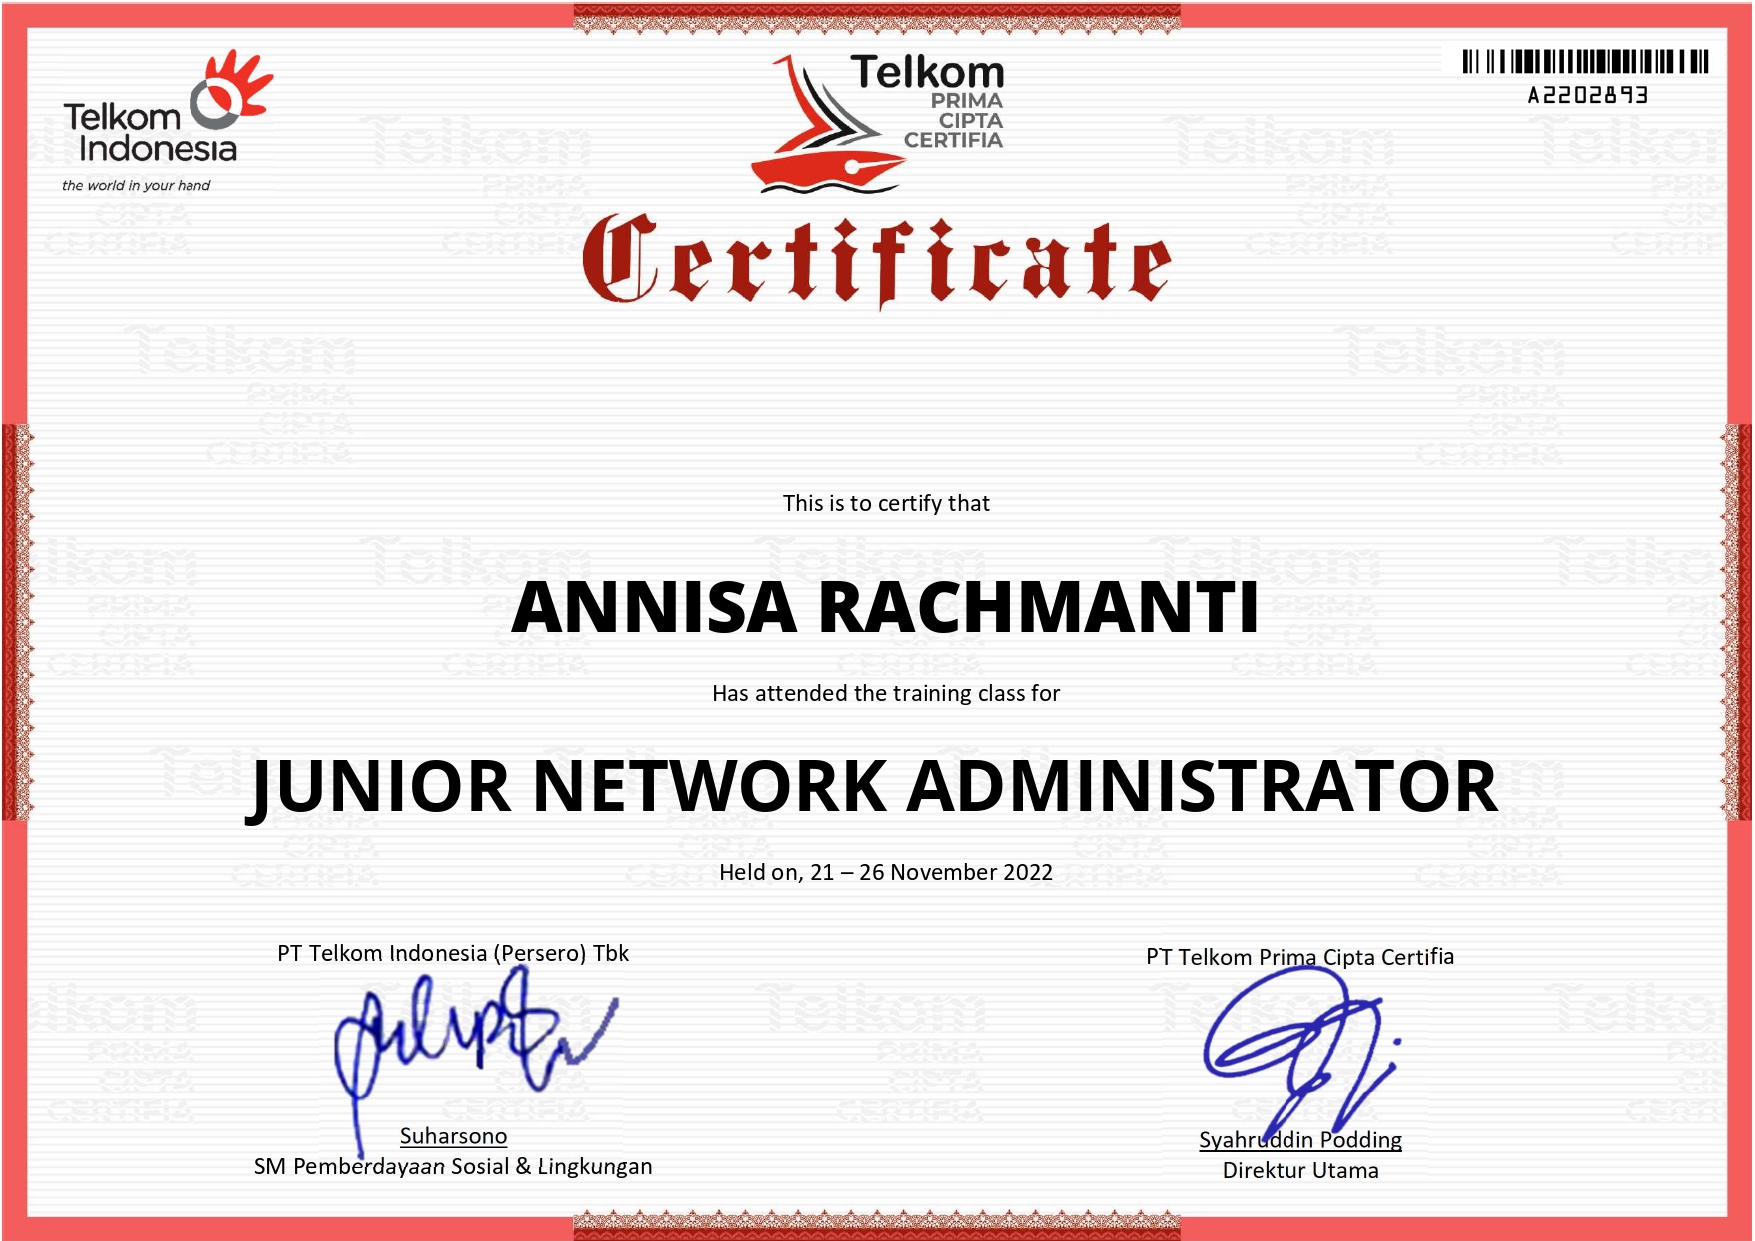 Telkom
Indonesia
the world in your hand
Telkom
PRIMA
CIPTA
CERTIFIA
A2202893
Certificate
This is to certify that
ANNISA RACHMANTI
Has attended the training class for
JUNIOR NETWORK ADMINISTRATOR
Held on, 21 – 26 November 2022
PT Telkom Indonesia (Persero) Tbk
Suharsono
SM Pemberdayaan Sosial & Lingkungan
PT Telkom Prima Cipta Certifia
Syahruddin Podding
Direktur Utama